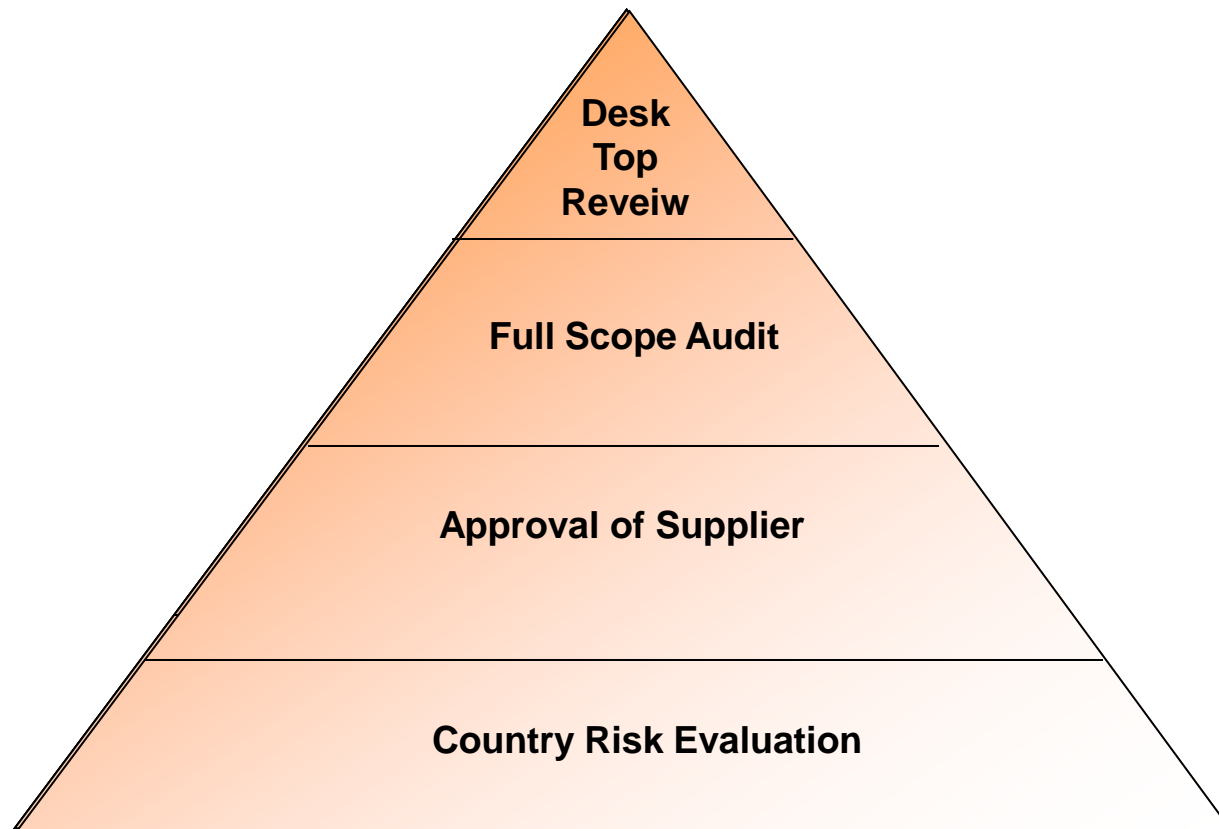 Desk
Top
Reveiw
Full Scope Audit
Approval of Supplier
Country Risk Evaluation